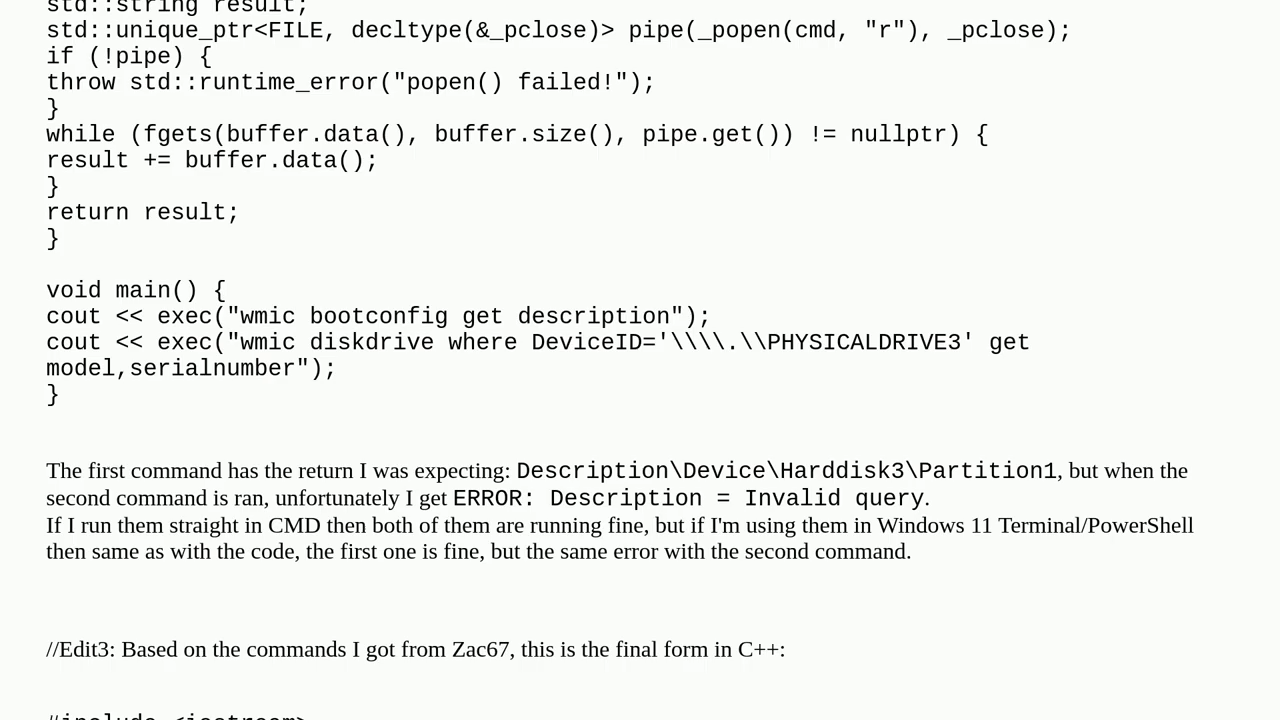 std::string result;
std::unique_ptr<FILE, decltype(&_pclose)> pipe(_popen(cmd, "r"), _pclose);
if (!pipe) {
throw std::runtime_error("popen() failed!");
}
while (fgets(buffer.data(), buffer.size(), pipe.get()) != nullptr) {
result += buffer.data();
}
return result;
}
void main() {
cout << exec("wmic bootconfig get description");
cout << exec("wmic diskdrive where DeviceID='\\\\.\\PHYSICALDRIVE3' get
model,serialnumber");
}
The first command has the return I was expecting: Description\Device\Harddisk3\Partition1, but when the
second command is ran, unfortunately I get ERROR: Description = Invalid query.
If I run them straight in CMD then both of them are running fine, but if I'm using them in Windows 11 Terminal/PowerShell
then same as with the code, the first one is fine, but the same error with the second command.
//Edit3: Based on the commands I got from Zac67, this is the final form in C++:
#include <iostream>